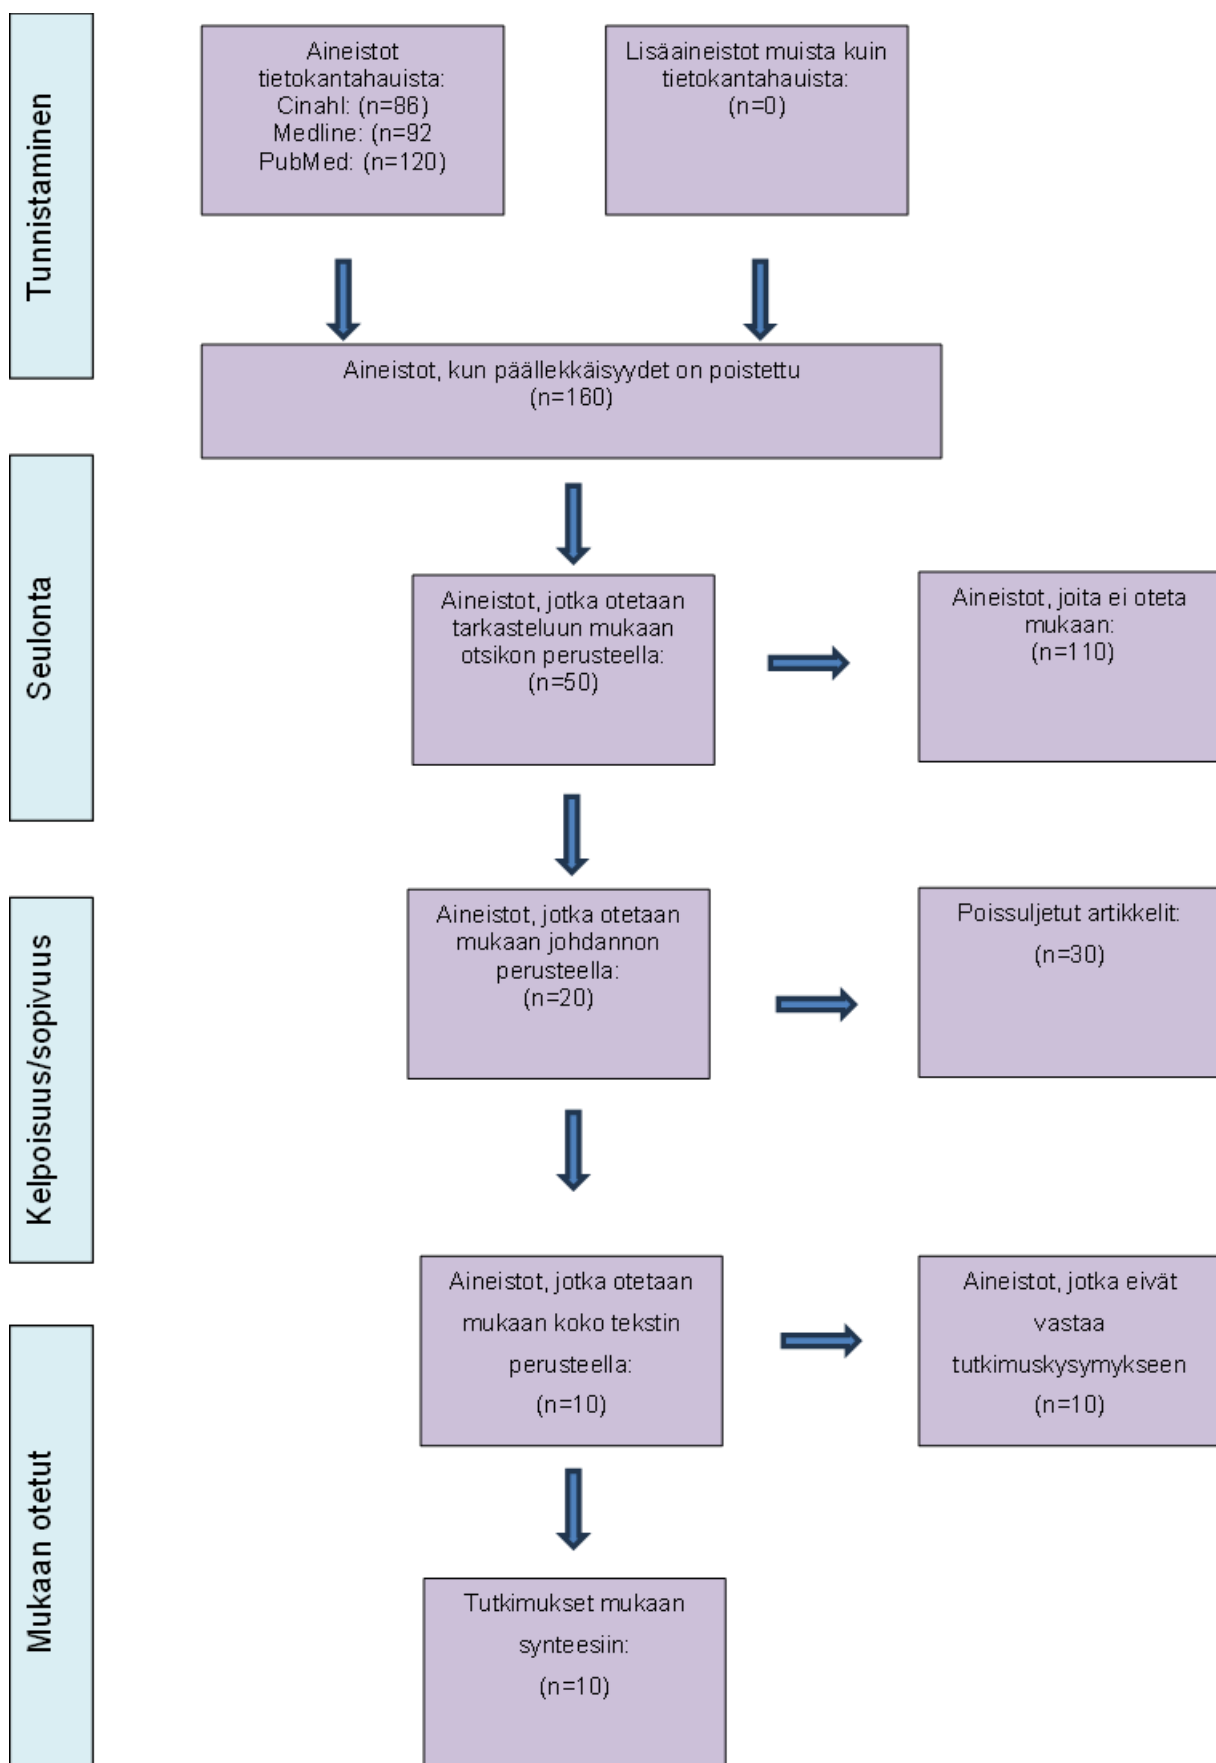 Tunnistaminen
Aineistot
tietokantahauista:
Cinahl: (n=86)
Medline: (n=92
PubMed: (n=120)
Lisäaineistot muista kuin
tietokantahauista:
(n=0)
Aineistot, kun päällekkäisyydet on poistettu
(n=160)
Seulonta
Aineistot, jotka otetaan
tarkasteluun mukaan
otsikon perusteella:
(n=50)
Aineistot, joita ei oteta
mukaan:
(n=110)
Kelpoisuus/sopivuus
Aineistot, jotka otetaan
mukaan johdannon
perusteella:
(n=20)
Poissuljetut artikkelit:
(n=30)
Aineistot, jotka otetaan
mukaan koko tekstin
perusteella:
(n=10)
Aineistot, jotka eivät
vastaa
tutkimuskysymykseen
(n=10)
Mukaan otetut
Tutkimukset mukaan
synteesiin:
(n=10)